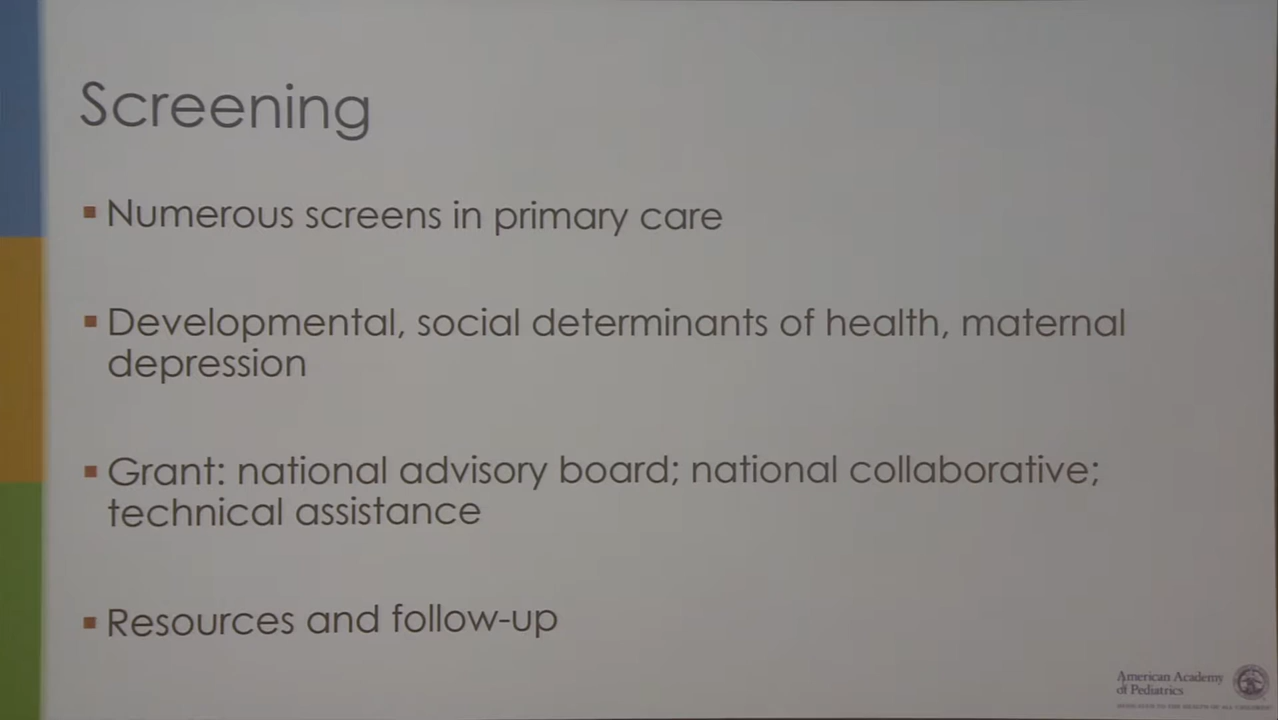 Screening
▪ Numerous screens in primary care
▪ Developmental, social determinants of health, maternal
depression
▪ Grant: national advisory board; national collaborative;
technical assistance
▪ Resources and follow-up
American Academy
of Pediatrics